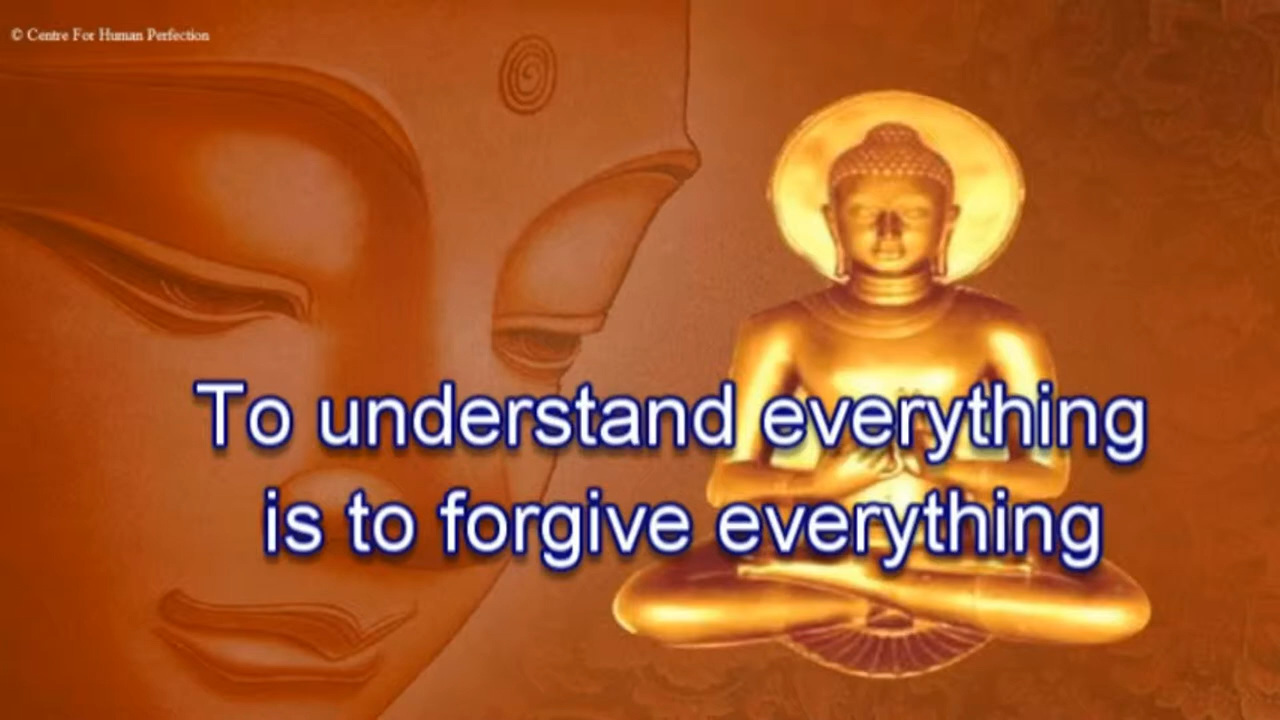 © Centre For Human Perfection
To understand everything
is to forgive everything